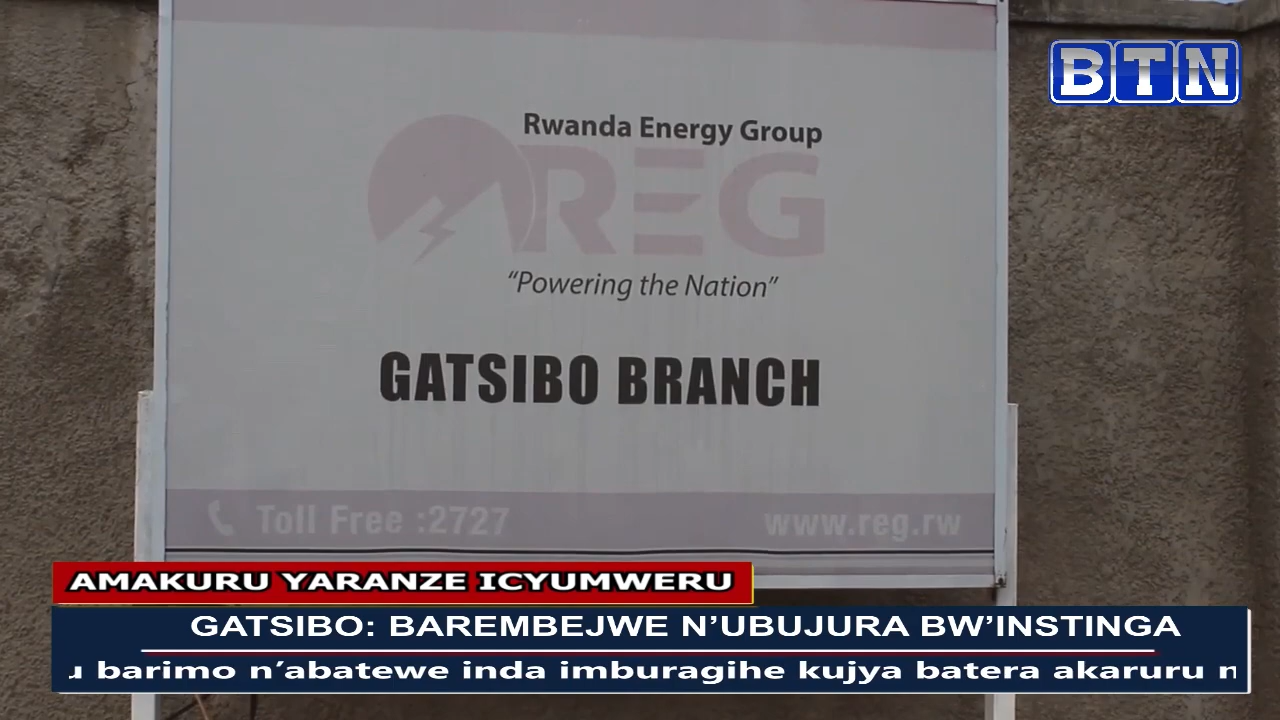 BTN
Rwanda Energy Group
REG
“Powering the Nation”
GATSIBO BRANCH
Toll Free :2727
www.reg.rw
AMAKURU YARANZE ICYUMWERU
GATSIBO: BAREMBEJWE N’UBUJURA BW’INSTINGA
barimo n’abatewe inda imburagihe kujya batera akaruru